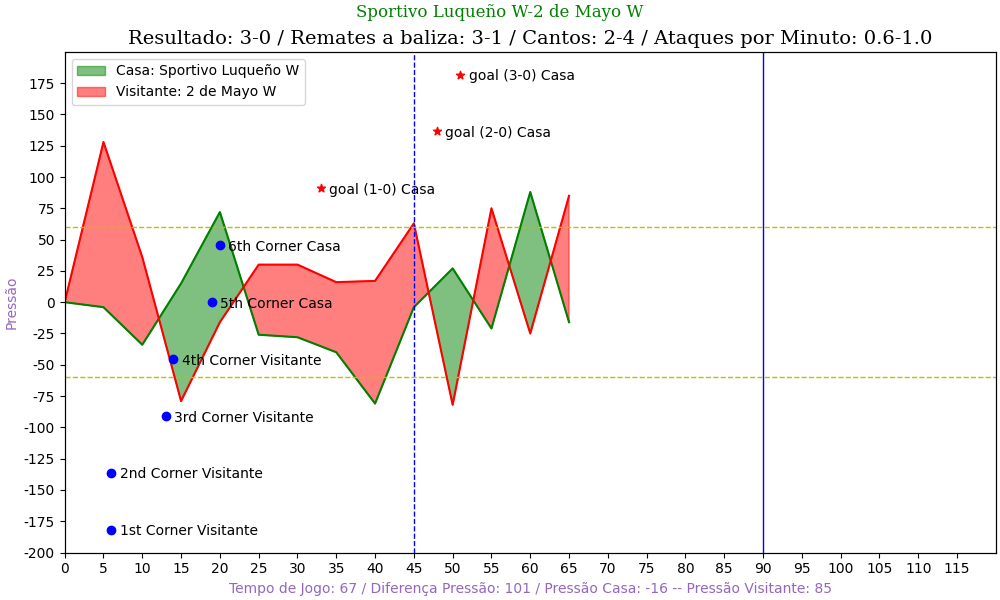 Sportivo Luqueño W-2 de Mayo W
Resultado: 3-0 / Remates a baliza: 3-1 / Cantos: 2-4 / Ataques por Minuto: 0.6-1.0
Casa: Sportivo Luqueño W
Visitante: 2 de Mayo W
goal (3-0) Casa
goal (2-0) Casa
goal (1-0) Casa
6th Corner Casa
5th Corner Casa
4th Corner Visitante
3rd Corner Visitante
2nd Corner Visitante
1st Corner Visitante
Pressão
175
150
125
100
75
50
25
0
-25
-50
-75
-100
-125
-150
-175
-200
0 5 10 15 20 25 30 35 40 45 50 55 60 65 70 75 80 85 90 95 100 105 110 115
Tempo de Jogo: 67 / Diferença Pressão: 101 / Pressão Casa: -16 -- Pressão Visitante: 85